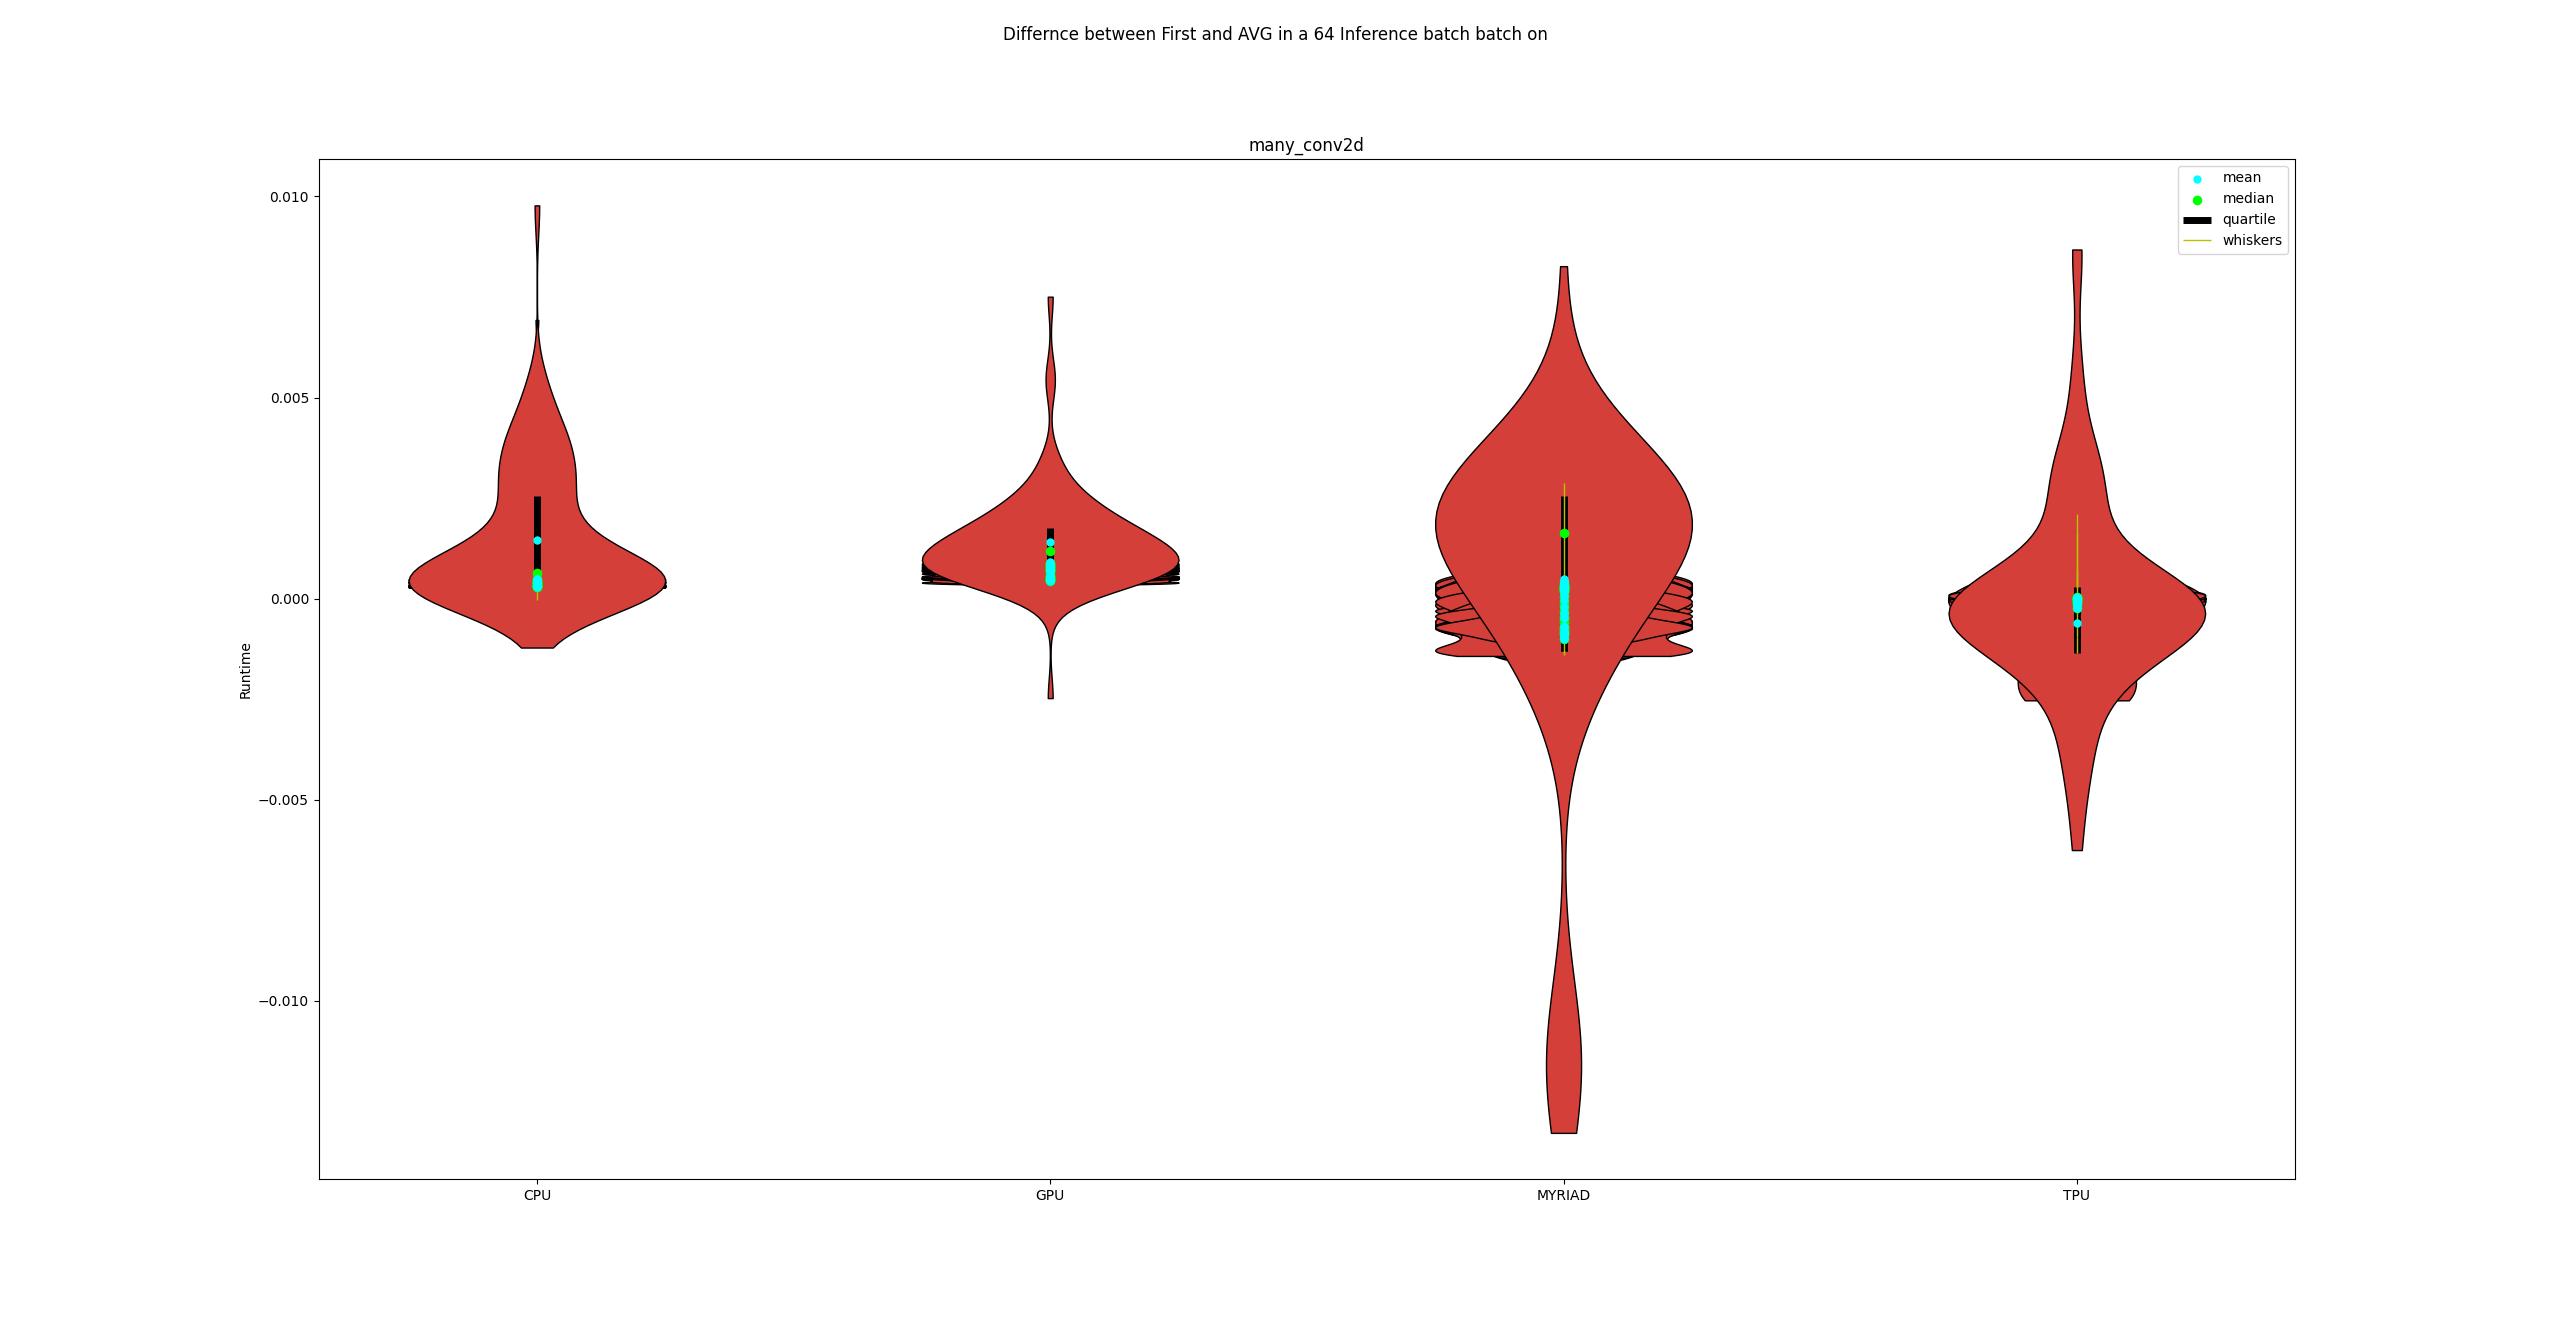 Differnce between First and AVG in a 64 Inference batch batch on
many_conv2d
mean
median
quartile
whiskers
0.010
0.005
0.000
−0.005
−0.010
Runtime
CPU
GPU
MYRIAD
TPU